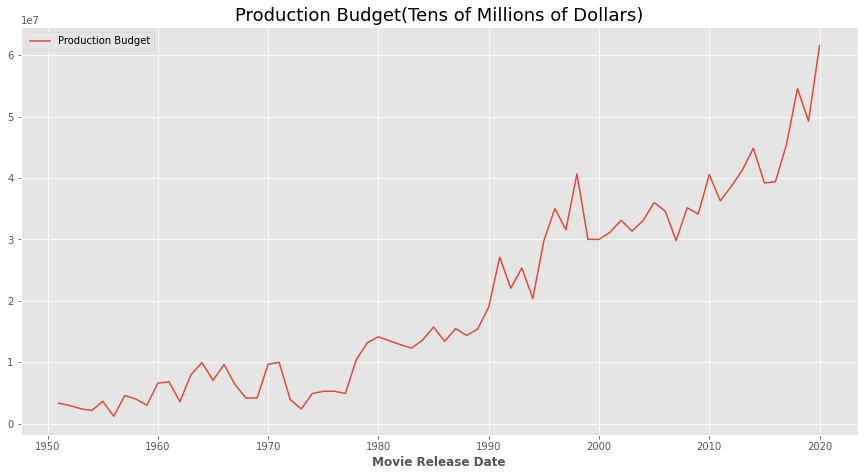 Production Budget(Tens of Millions of Dollars)
1e7
Production Budget
6
5
4
3
2
1
0
1950 1960 1970 1980 1990 2000 2010 2020
Movie Release Date